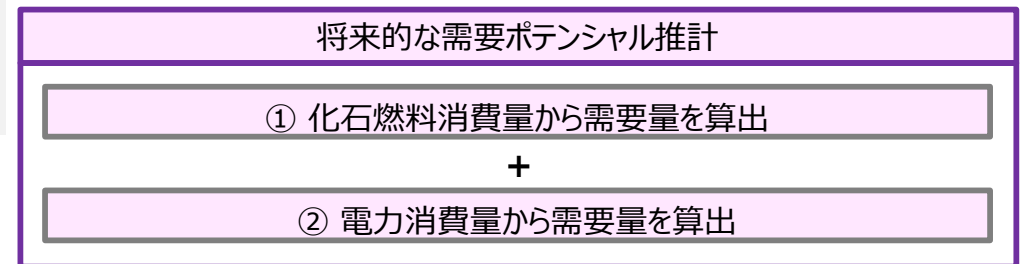 将来的な需要ポテンシャル推計
① 化石燃料消費量から需要量を算出
+
② 電力消費量から需要量を算出